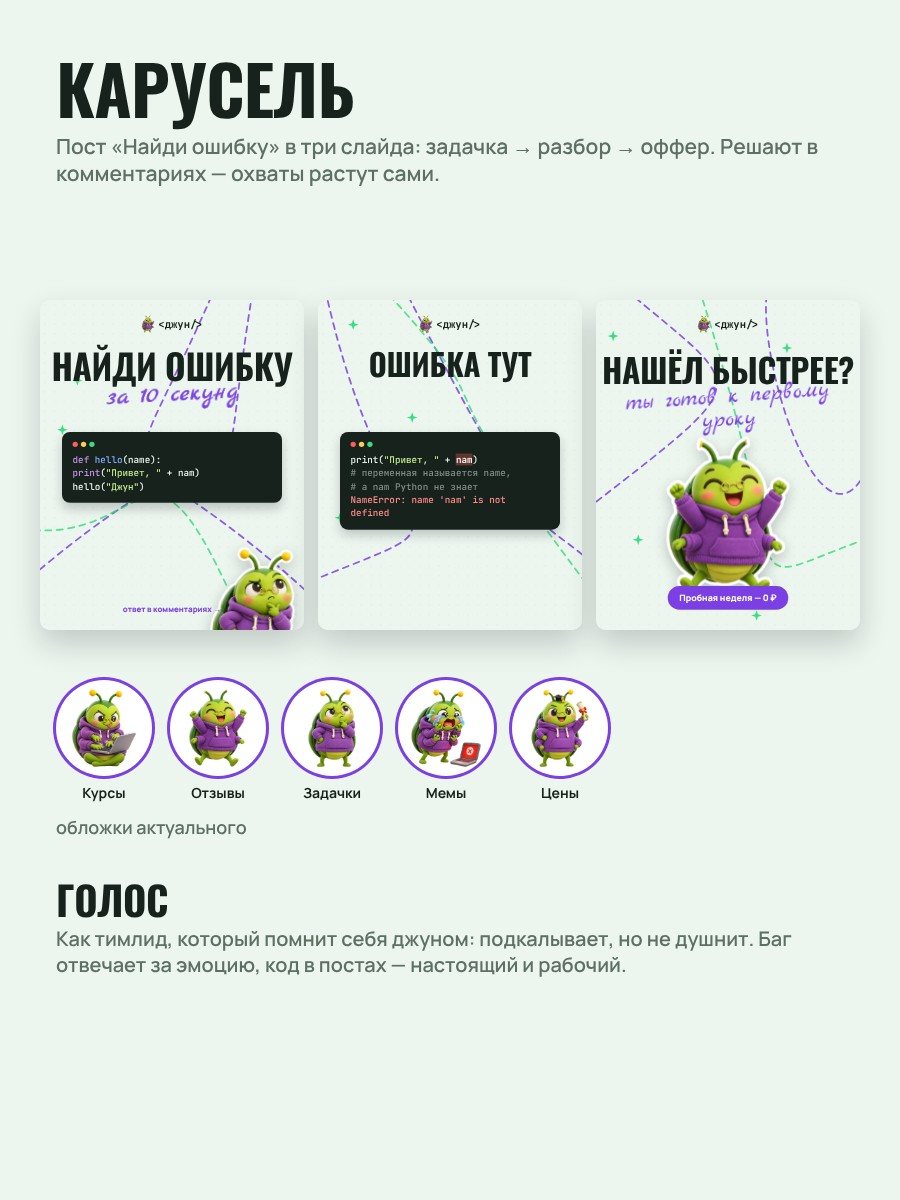 КАРУСЕЛЬ
Пост «Найди ошибку» в три слайда: задачка → разбор → оффер. Решают в
комментариях — охваты растут сами.
<джун/>
НАЙДИ ОШИБКУ
за 10 секунд
def hello(name):
print("Привет, " + nam)
hello("Джун")
ответ в комментариях →
<джун/>
ОШИБКА ТУТ
print("Привет, " + nam)
# переменная называется name,
# а nam Python не знает
NameError: name 'nam' is not
defined
<джун/>
НАШЁЛ БЫСТРЕЕ?
ты готов к первому
уроку
Пробная неделя — 0 ₽
Курсы
Отзывы
Задачки
Мемы
Цены
обложки актуального
ГОЛОС
Как тимлид, который помнит себя джуном: подкалывает, но не душнит. Баг
отвечает за эмоцию, код в постах — настоящий и рабочий.